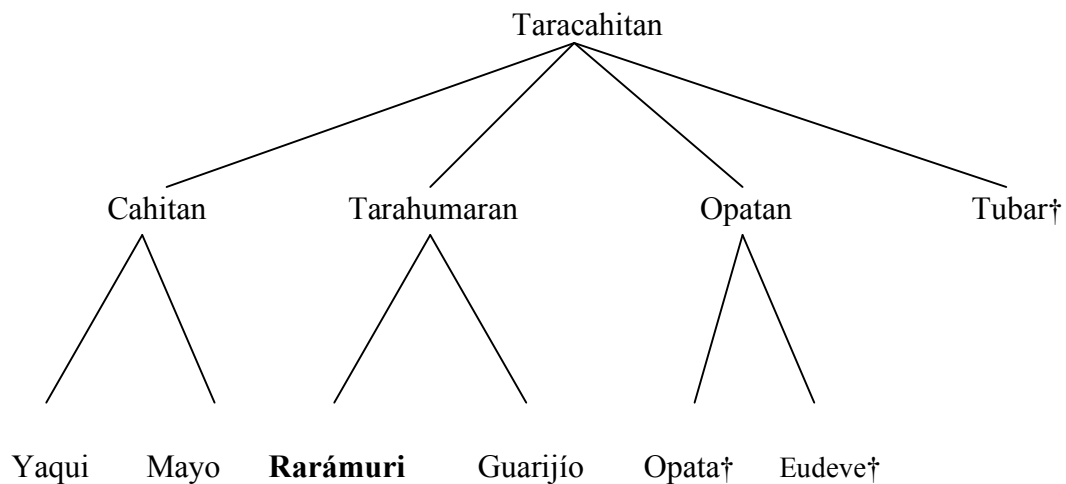 Taracahitan
Cahitan Tarahumaran Opatan Tubar†
Yaqui Mayo Rarámuri Guarijío Opata† Eudeve†